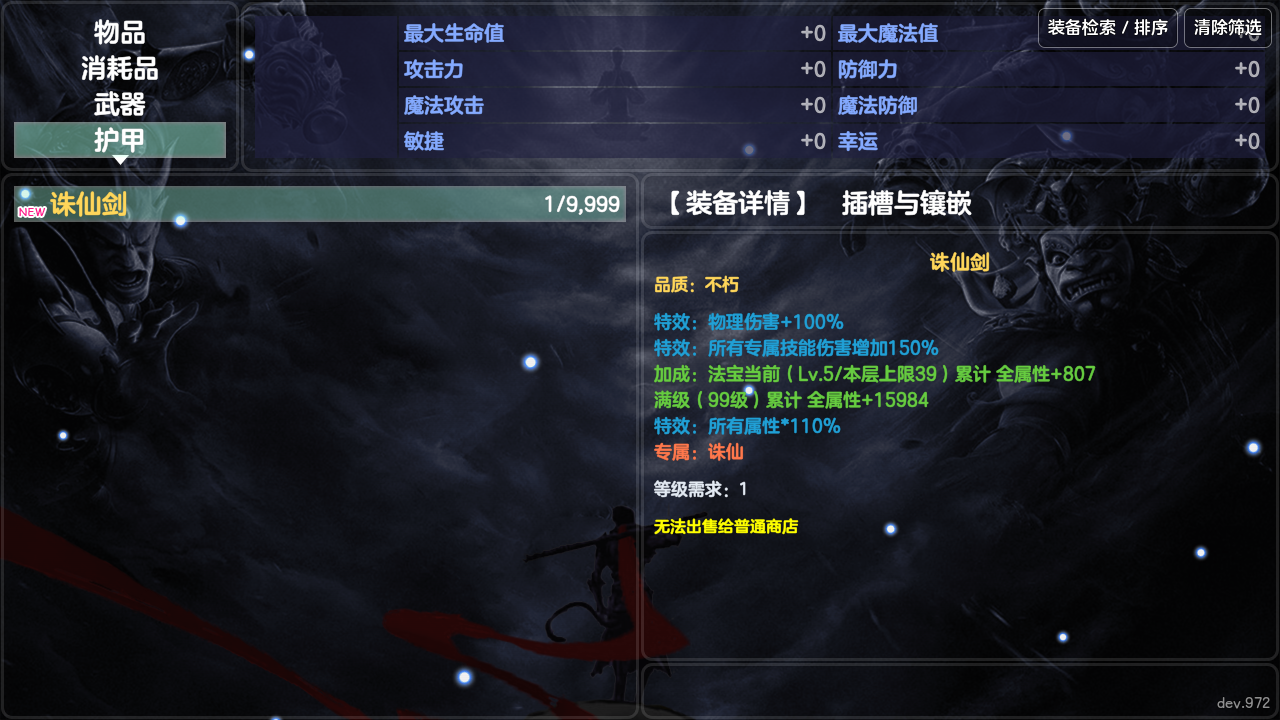 物品
消耗品
武器
护甲
最大生命值 +0 最大魔法值 +0
攻击力 +0 防御力 +0
魔法攻击 +0 魔法防御 +0
敏捷 +0 幸运 +0
装备检索 / 排序 清除筛选
NEW 诛仙剑 1/9,999
【装备详情】 插槽与镶嵌
诛仙剑
品质：不朽
特效：物理伤害+100%
特效：所有专属技能伤害增加150%
加成：法宝当前（Lv.5/本层上限39）累计 全属性+807
满级（99级）累计 全属性+15984
特效：所有属性*110%
专属：诛仙
等级需求：1
无法出售给普通商店
dev.972